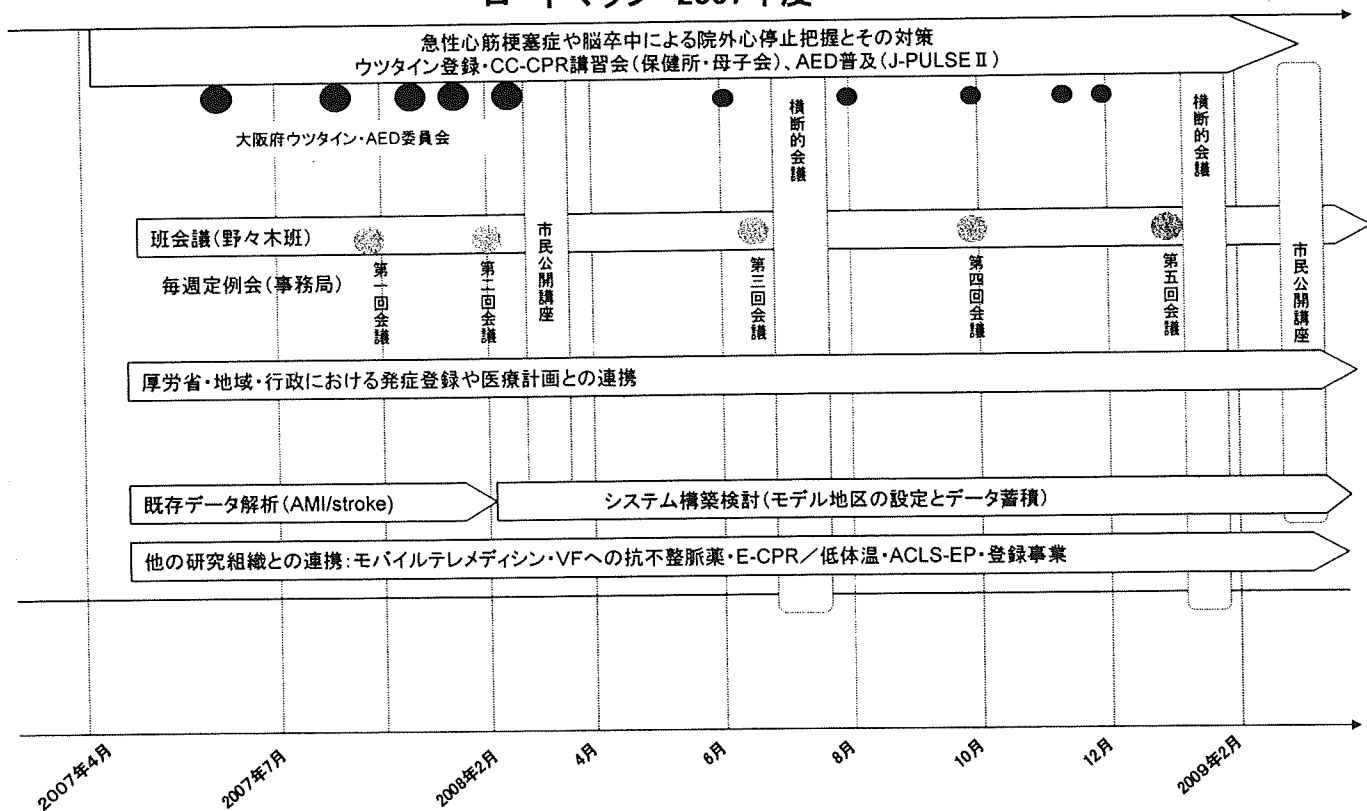 ロードマップ 2007年度
急性心筋梗塞症や脳卒中による院外心停止把握とその対策
ウツタイン登録・CC-CPR講習会(保健所・母子会)、AED普及(J-PULSEⅡ)
大阪府ウツタイン・AED委員会
横断的会議
横断的会議
班会議(野々木班)
毎週定例会(事務局)
第一回会議
第二回会議
市民公開講座
第三回会議
第四回会議
第五回会議
市民公開講座
厚労省・地域・行政における発症登録や医療計画との連携
既存データ解析(AMI/stroke)
システム構築検討(モデル地区の設定とデータ蓄積)
他の研究組織との連携:モバイルテレメディシン・VFへの抗不整脈薬・E-CPR/低体温・ACLS-EP・登録事業
2007年4月
2007年7月
2008年2月
4月
6月
8月
10月
12月
2009年2月